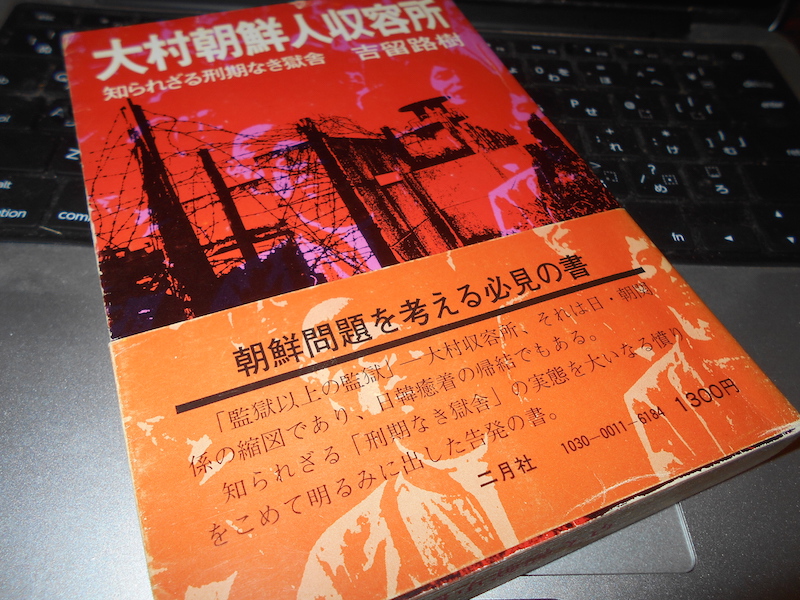 大村朝鮮人収容所
知られざる刑期なき獄舎 吉留路樹
朝鮮問題を考える必見の書
「監獄以上の監獄」―大村収容所、それは日・朝関
係の縮図であり、日韓癒着の帰結でもある。
知られざる「刑期なき獄舎」の実態を大いなる憤り
をこめて明るみに出した告発の書。
二月社 1030―0011―6184 1300円
fn